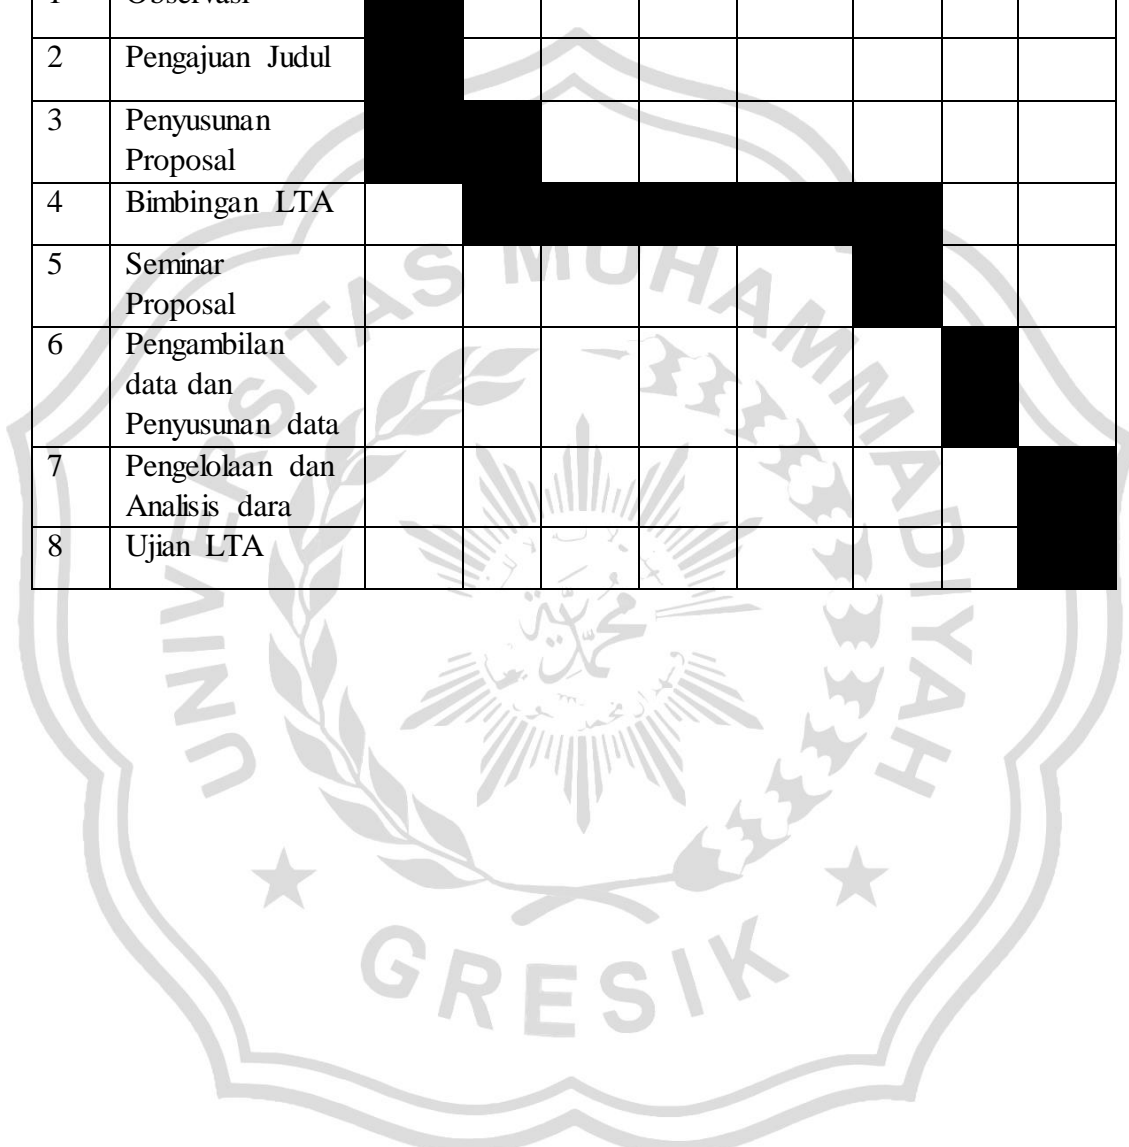 1 Observasi
2 Pengajuan Judul
3 Penyusunan
Proposal
4 Bimbingan LTA
5 Seminar
Proposal
6 Pengambilan
data dan
Penyusunan data
7 Pengelolaan dan
Analisis dara
8 Ujian LTA
UNIVERSITAS MUHAMMADIYAH
GRESIK
محمد